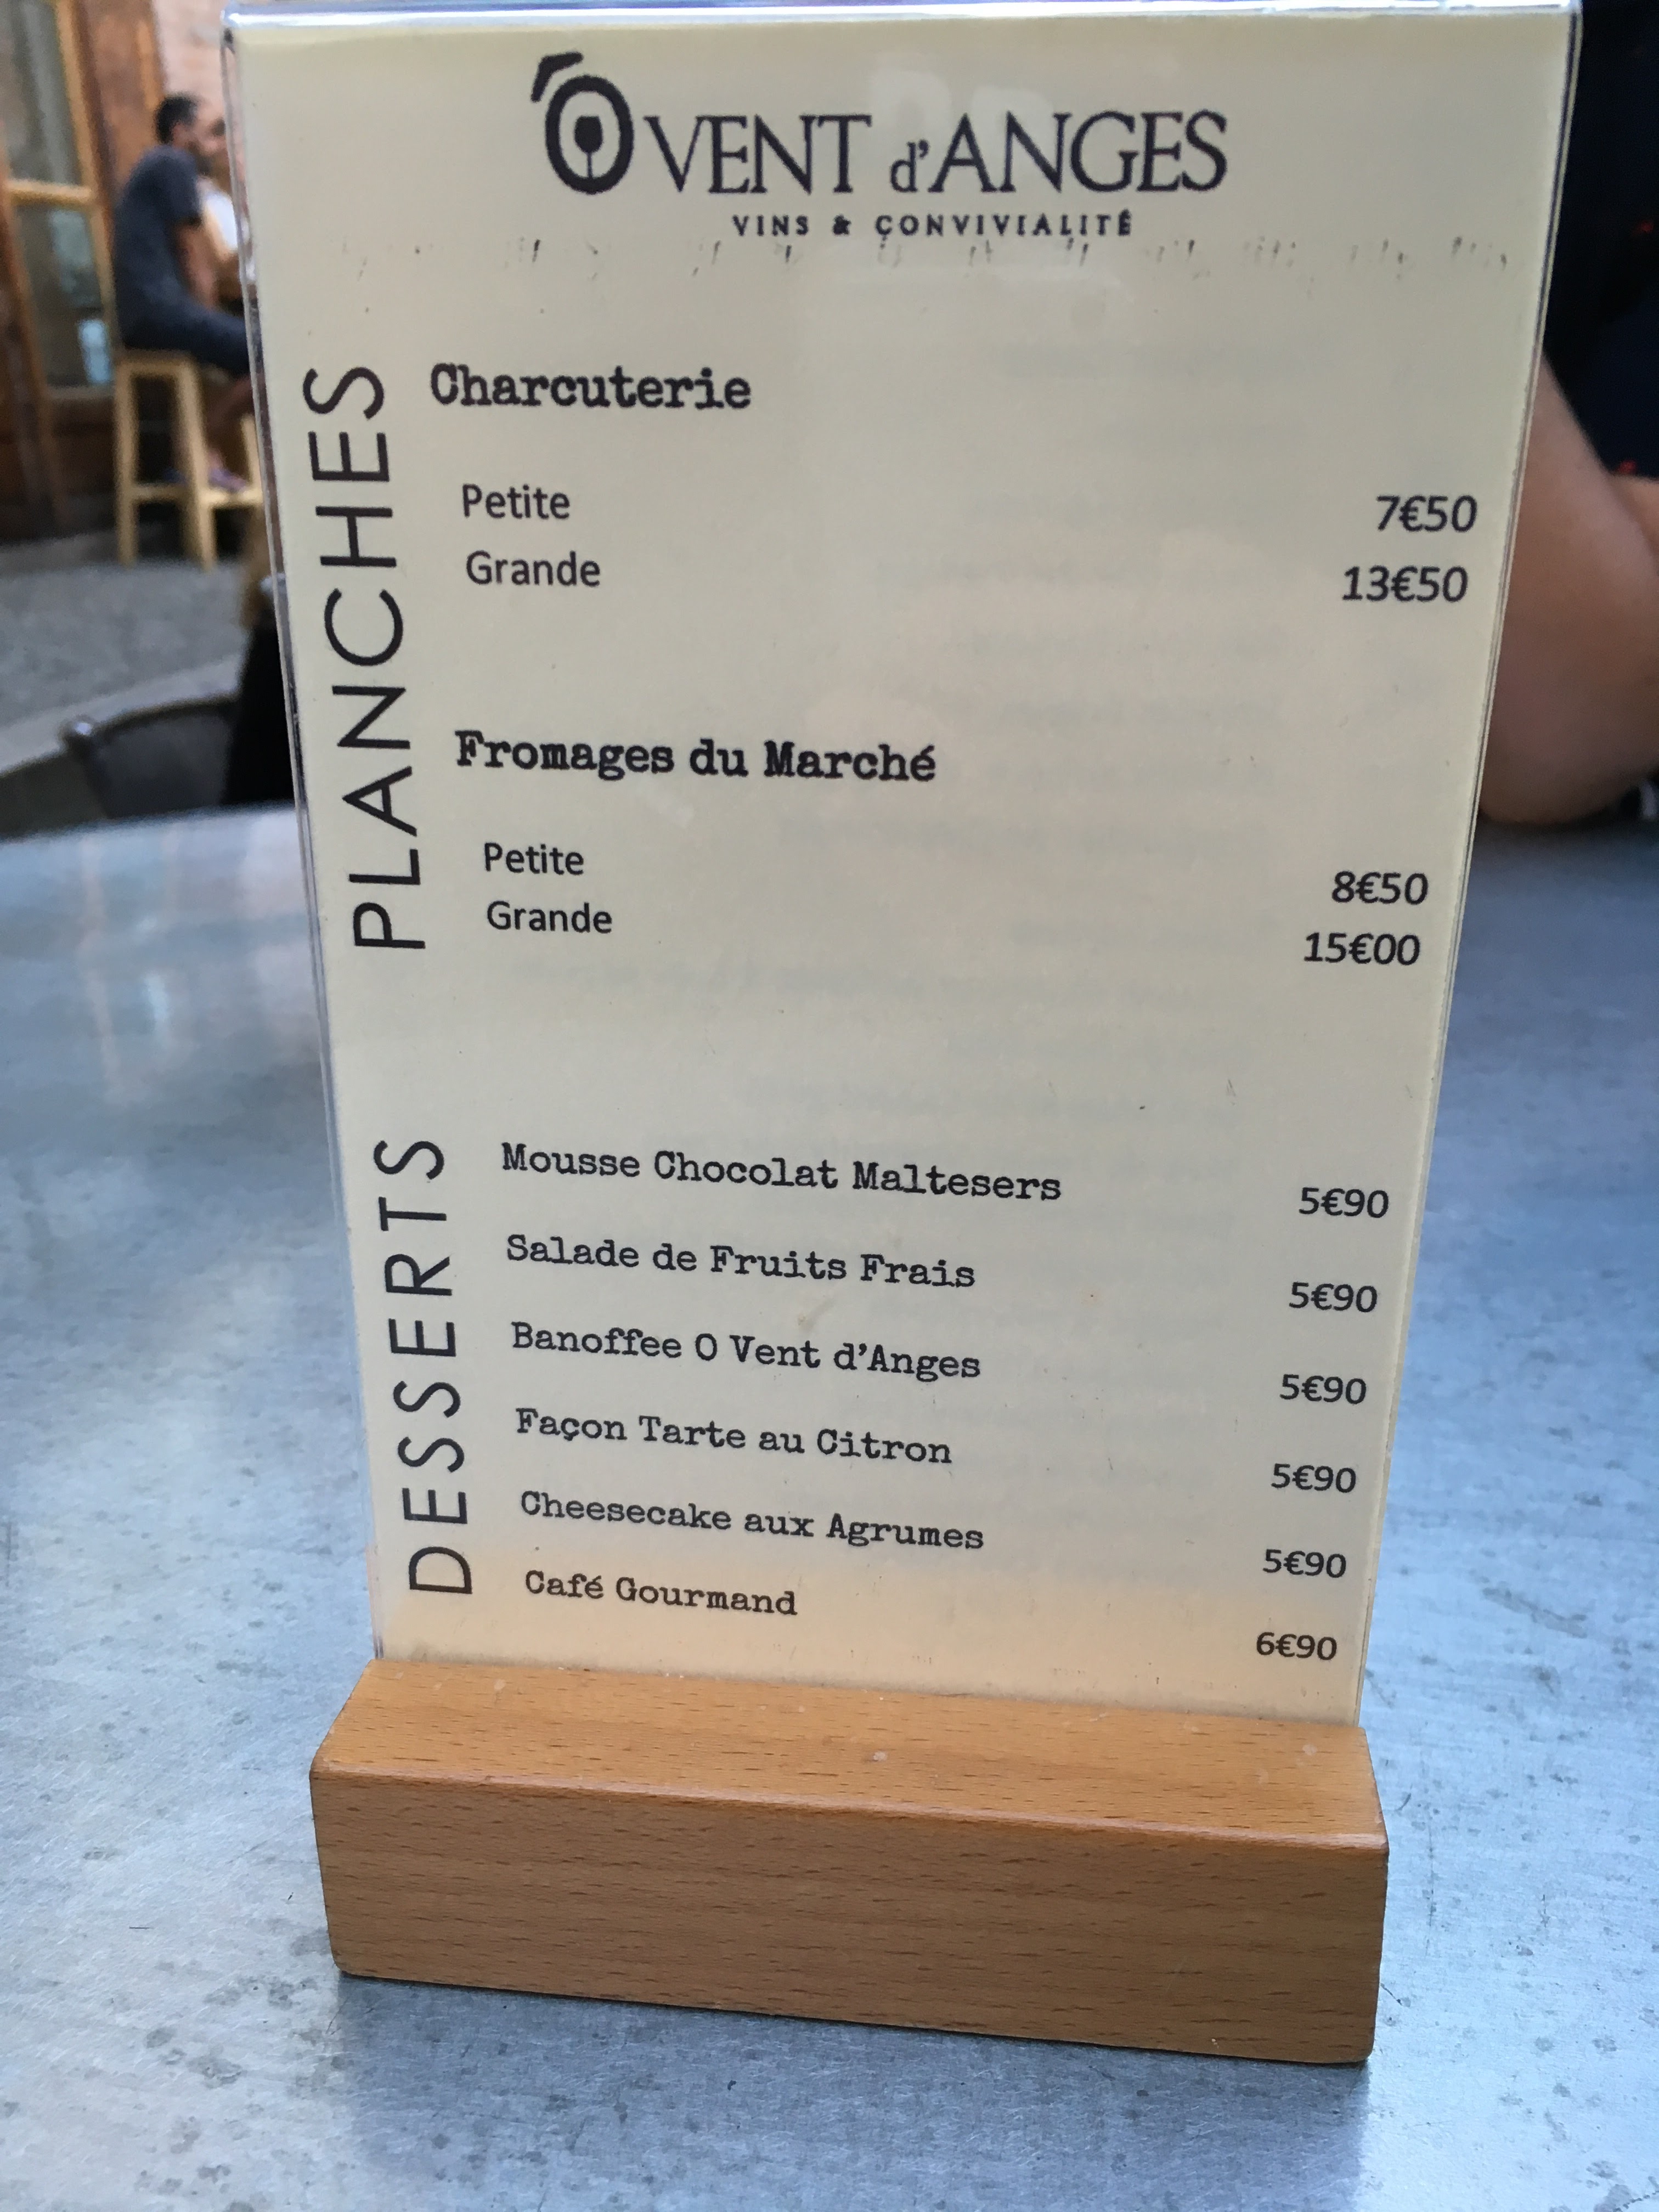 Ô VENT d'ANGES
VINS & CONVIVIALITÉ
PLANCHES
Charcuterie
Petite 7€50
Grande 13€50
Fromages du Marché
Petite 8€50
Grande 15€00
DESSERTS
Mousse Chocolat Maltesers 5€90
Salade de Fruits Frais 5€90
Banoffee O Vent d'Anges 5€90
Façon Tarte au Citron 5€90
Cheesecake aux Agrumes 5€90
Café Gourmand 6€90